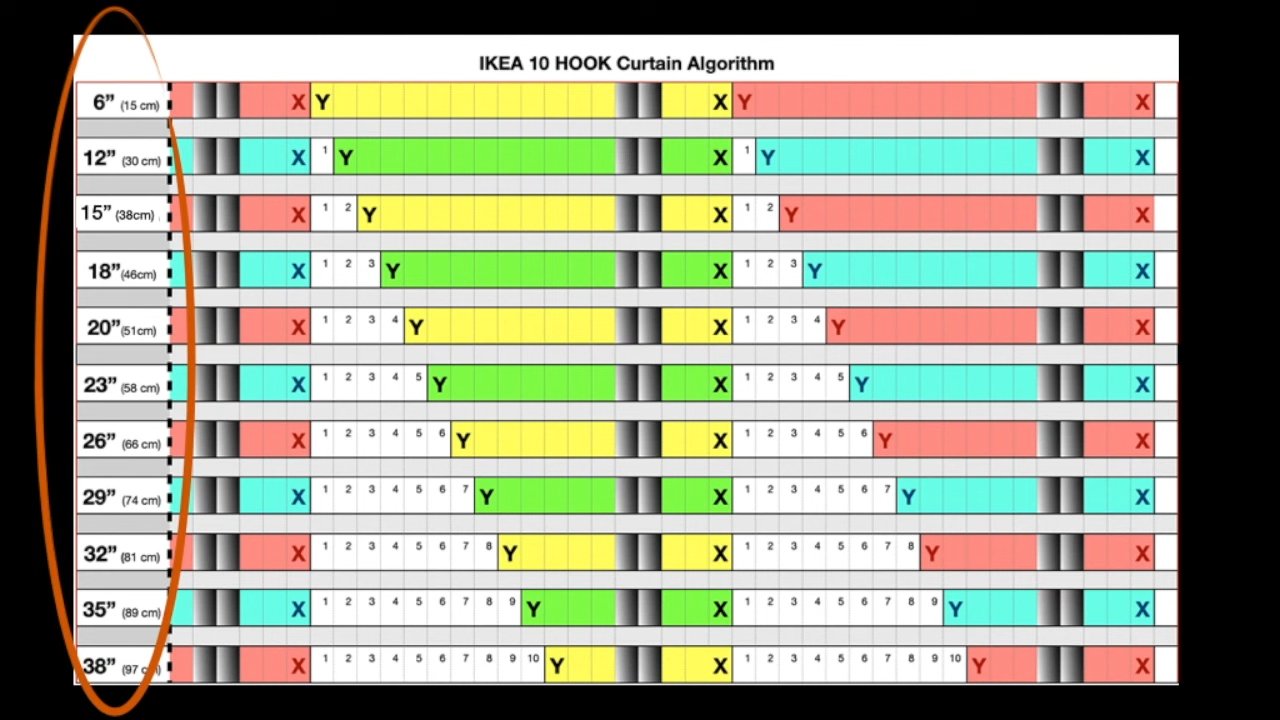 IKEA 10 HOOK Curtain Algorithm
6” (15 cm) X Y X Y X
12” (30 cm) X 1 Y X 1 Y X
15” (38cm) X 1 2 Y X 1 2 Y X
18” (46cm) X 1 2 3 Y X 1 2 3 Y X
20” (51cm) X 1 2 3 4 Y X 1 2 3 4 Y X
23” (58 cm) X 1 2 3 4 5 Y X 1 2 3 4 5 Y X
26” (66 cm) X 1 2 3 4 5 6 Y X 1 2 3 4 5 6 Y X
29” (74 cm) X 1 2 3 4 5 6 7 Y X 1 2 3 4 5 6 7 Y X
32” (81 cm) X 1 2 3 4 5 6 7 8 Y X 1 2 3 4 5 6 7 8 Y X
35” (89 cm) X 1 2 3 4 5 6 7 8 9 Y X 1 2 3 4 5 6 7 8 9 Y X
38” (97 cm) X 1 2 3 4 5 6 7 8 9 10 Y X 1 2 3 4 5 6 7 8 9 10 Y X